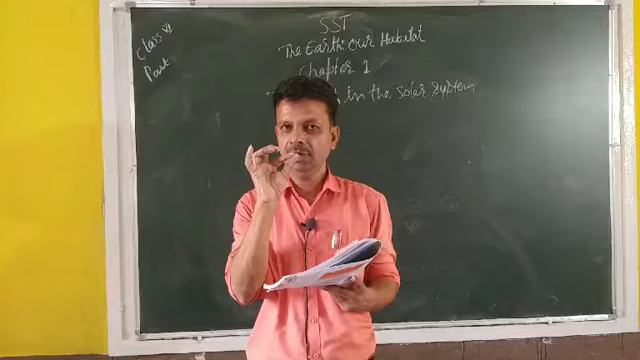 Class VI
Part
SST
The Earth: Our Habitat
Chapter 1
in the Solar System